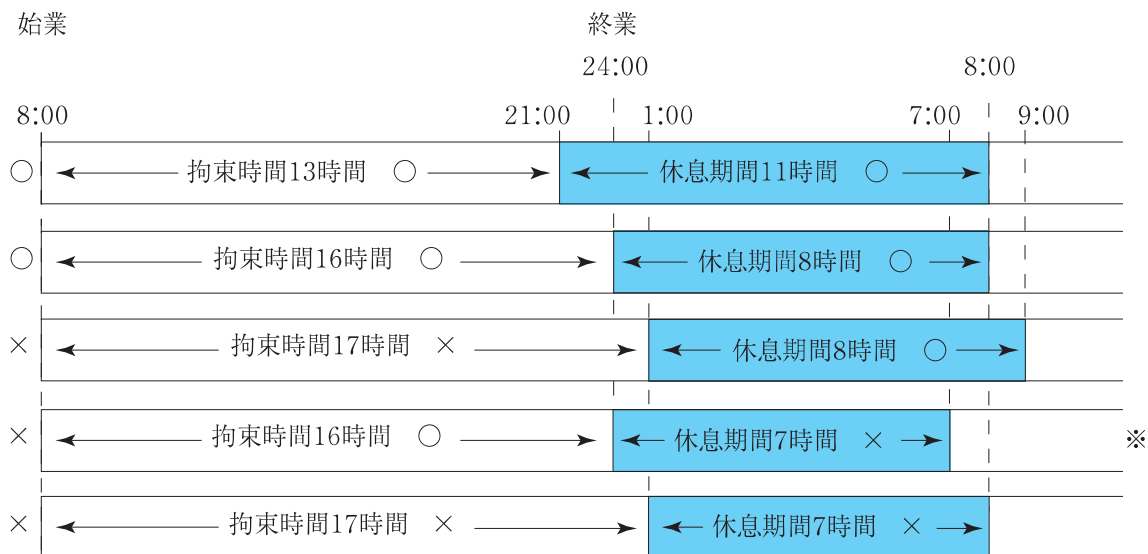 始業 終業
24:00 8:00
8:00 21:00 1:00 7:00 9:00
○ 拘束時間13時間 ○ 休息期間11時間 ○
○ 拘束時間16時間 ○ 休息期間8時間 ○
× 拘束時間17時間 × 休息期間8時間 ○
× 拘束時間16時間 ○ 休息期間7時間 × ※
× 拘束時間17時間 × 休息期間7時間 ×